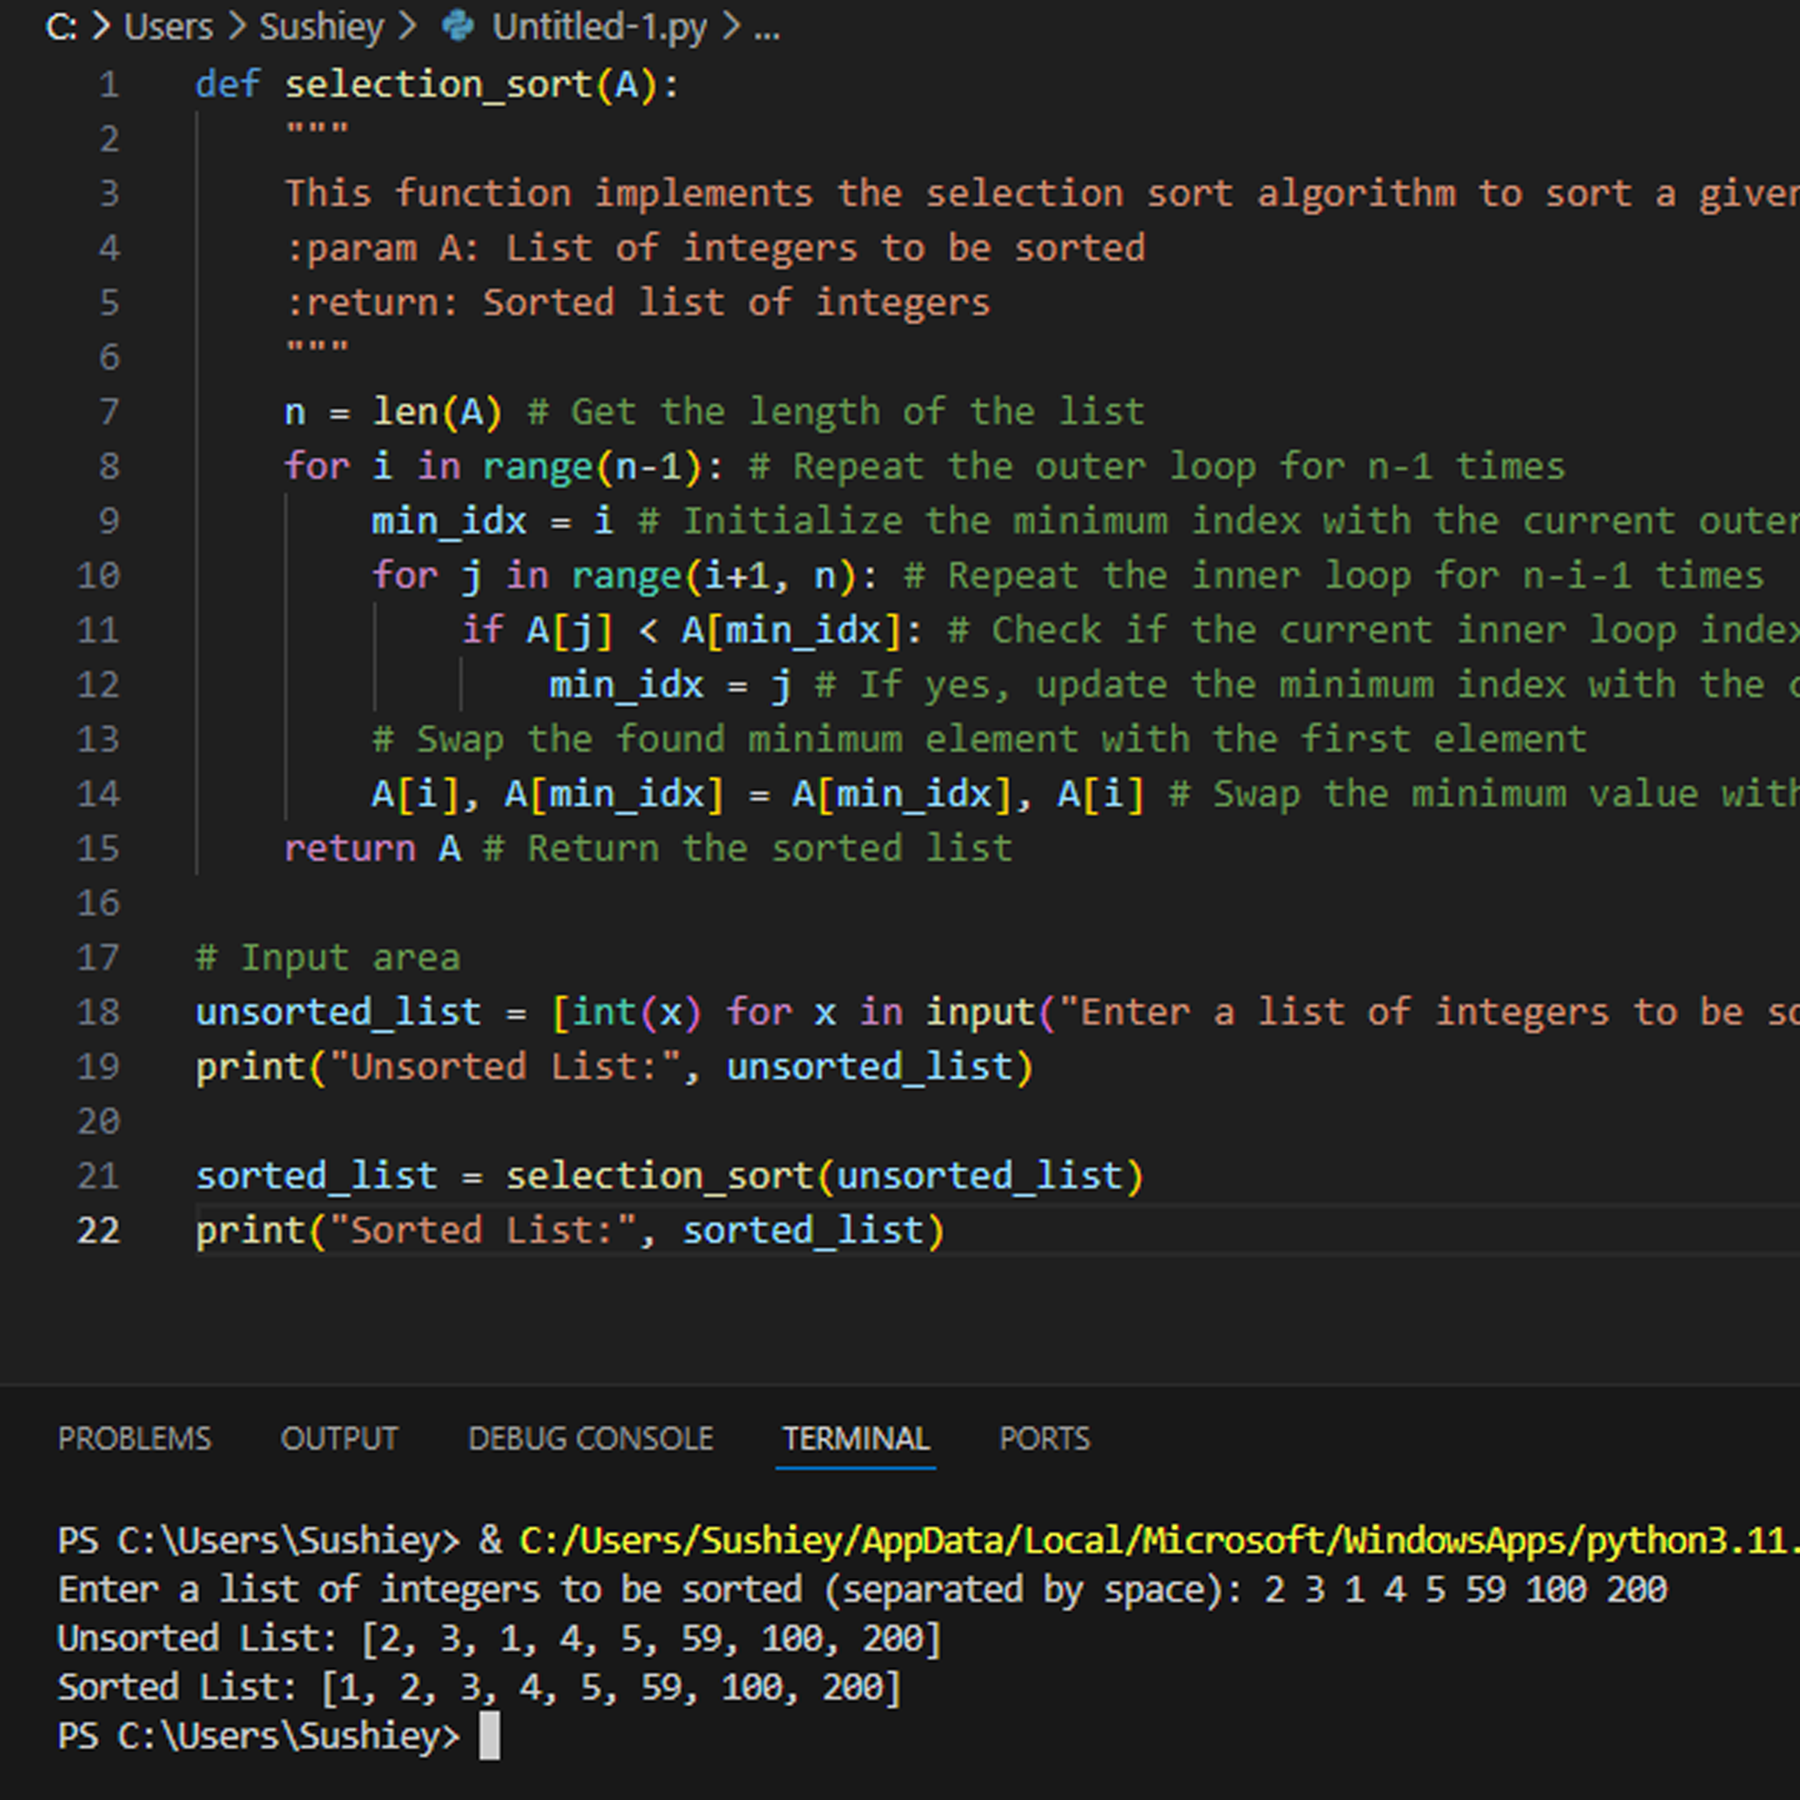 C: > Users > Sushiey > Untitled-1.py > ...
1 def selection_sort(A):
2 """
3 This function implements the selection sort algorithm to sort a given
4 :param A: List of integers to be sorted
5 :return: Sorted list of integers
6 """
7 n = len(A) # Get the length of the list
8 for i in range(n-1): # Repeat the outer loop for n-1 times
9 min_idx = i # Initialize the minimum index with the current outer
10 for j in range(i+1, n): # Repeat the inner loop for n-i-1 times
11 if A[j] < A[min_idx]: # Check if the current inner loop index
12 min_idx = j # If yes, update the minimum index with the
13 # Swap the found minimum element with the first element
14 A[i], A[min_idx] = A[min_idx], A[i] # Swap the minimum value with
15 return A # Return the sorted list
16
17 # Input area
18 unsorted_list = [int(x) for x in input("Enter a list of integers to be so
19 print("Unsorted List:", unsorted_list)
20
21 sorted_list = selection_sort(unsorted_list)
22 print("Sorted List:", sorted_list)
PROBLEMS OUTPUT DEBUG CONSOLE TERMINAL PORTS
PS C:\Users\Sushiey> & C:/Users/Sushiey/AppData/Local/Microsoft/WindowsApps/python3.11.
Enter a list of integers to be sorted (separated by space): 2 3 1 4 5 59 100 200
Unsorted List: [2, 3, 1, 4, 5, 59, 100, 200]
Sorted List: [1, 2, 3, 4, 5, 59, 100, 200]
PS C:\Users\Sushiey>